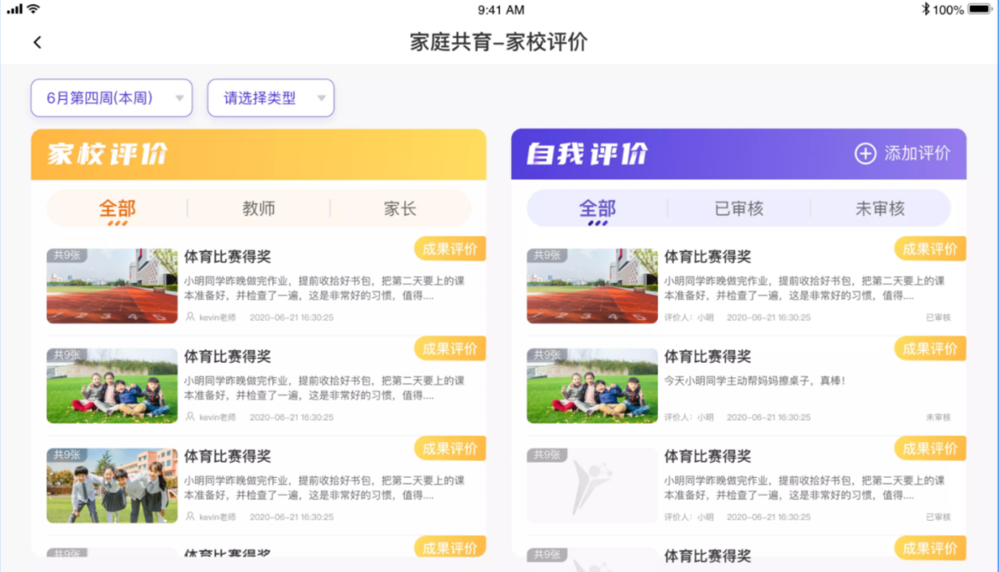 9:41 AM
100%
家庭共育-家校评价
6月第四周(本周)
请选择类型
家校评价
全部
教师
家长
共9张
体育比赛得奖
成果评价
小明同学昨晚做完作业，提前收拾好书包，把第二天要上的课
本准备好，并检查了一遍，这是非常好的习惯，值得....
kevin老师 2020-06-21 16:30:25
共9张
体育比赛得奖
成果评价
小明同学昨晚做完作业，提前收拾好书包，把第二天要上的课
本准备好，并检查了一遍，这是非常好的习惯，值得....
kevin老师 2020-06-21 16:30:25
共9张
体育比赛得奖
成果评价
小明同学昨晚做完作业，提前收拾好书包，把第二天要上的课
本准备好，并检查了一遍，这是非常好的习惯，值得....
kevin老师 2020-06-21 16:30:25
共9张
体育比赛得奖
成果评价
自我评价
添加评价
全部
已审核
未审核
共9张
体育比赛得奖
成果评价
小明同学昨晚做完作业，提前收拾好书包，把第二天要上的课
本准备好，并检查了一遍，这是非常好的习惯，值得....
评价人：小明 2020-06-21 16:30:25 已审核
共9张
体育比赛得奖
成果评价
今天小明同学主动帮妈妈擦桌子，真棒！
评价人：小明 2020-06-21 16:30:25 未审核
共9张
体育比赛得奖
成果评价
小明同学昨晚做完作业，提前收拾好书包，把第二天要上的课
本准备好，并检查了一遍，这是非常好的习惯，值得....
评价人：小明 2020-06-21 16:30:25 已审核
共9张
体育比赛得奖
成果评价